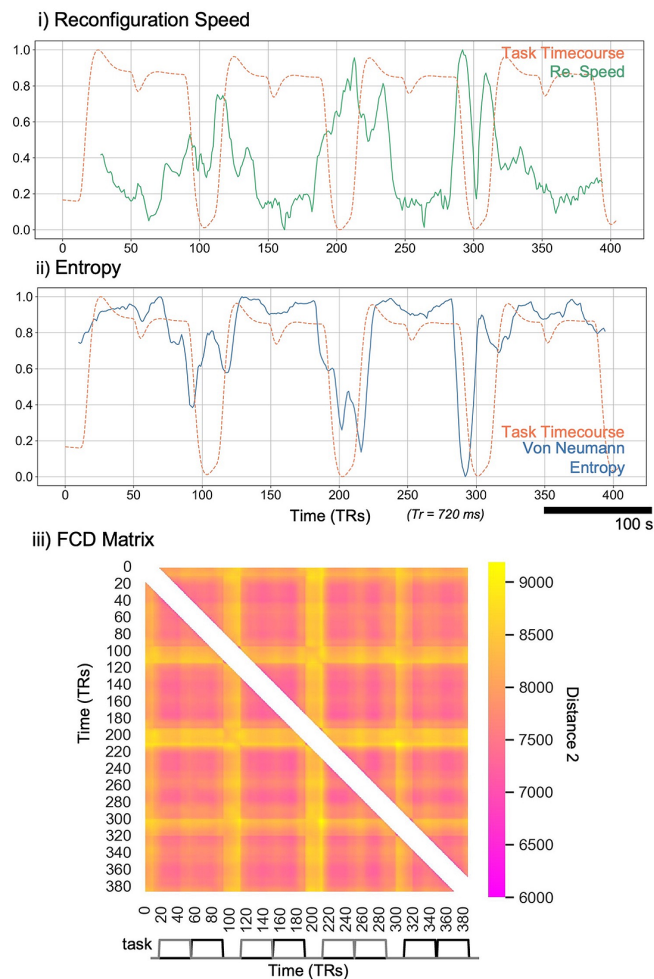 i) Reconfiguration Speed
Task Timecourse
Re. Speed
1.0
0.8
0.6
0.4
0.2
0.0
0 50 100 150 200 250 300 350 400
ii) Entropy
1.0
0.8
0.6
0.4
0.2
0.0
Task Timecourse
Von Neumann
Entropy
0 50 100 150 200 250 300 350 400
Time (TRs)
(Tr = 720 ms)
100 s
iii) FCD Matrix
0
20
40
60
80
100
120
140
160
180
200
220
240
260
280
300
320
340
360
380
Time (TRs)
0 20 40 60 80 100 120 140 160 180 200 220 240 260 280 300 320 340 360 380
9000
8500
8000
7500
7000
6500
6000
Distance 2
task
Time (TRs)